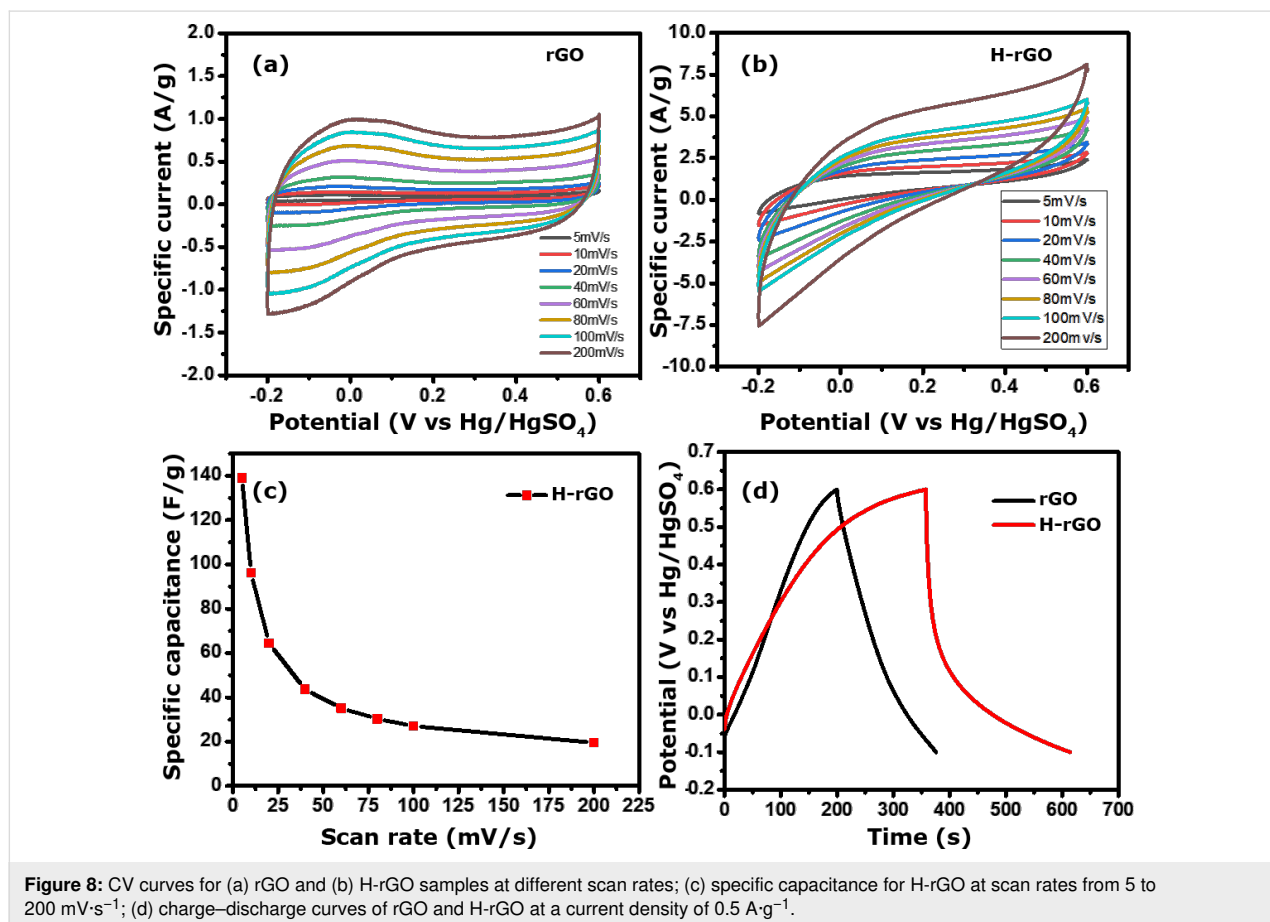 (a)
rGO
Specific current (A/g)
2.0
1.5
1.0
0.5
0.0
-0.5
-1.0
-1.5
-2.0
5mV/s
10mV/s
20mV/s
40mV/s
60mV/s
80mV/s
100mV/s
200mV/s
-0.2 0.0 0.2 0.4 0.6
Potential (V vs Hg/HgSO₄)
(b)
H-rGO
Specific current (A/g)
10.0
7.5
5.0
2.5
0.0
-2.5
-5.0
-7.5
-10.0
5mV/s
10mV/s
20mV/s
40mV/s
60mV/s
80mV/s
100mV/s
200mv/s
-0.2 0.0 0.2 0.4 0.6
Potential (V vs Hg/HgSO₄)
(c)
H-rGO
Specific capacitance (F/g)
140
120
100
80
60
40
20
0
0 25 50 75 100 125 150 175 200 225
Scan rate (mV/s)
(d)
rGO
H-rGO
Potential (V vs Hg/HgSO₄)
0.7
0.6
0.5
0.4
0.3
0.2
0.1
0.0
-0.1
-0.2
0 100 200 300 400 500 600 700
Time (s)
Figure 8: CV curves for (a) rGO and (b) H-rGO samples at different scan rates; (c) specific capacitance for H-rGO at scan rates from 5 to
200 mV·s⁻¹; (d) charge–discharge curves of rGO and H-rGO at a current density of 0.5 A·g⁻¹.